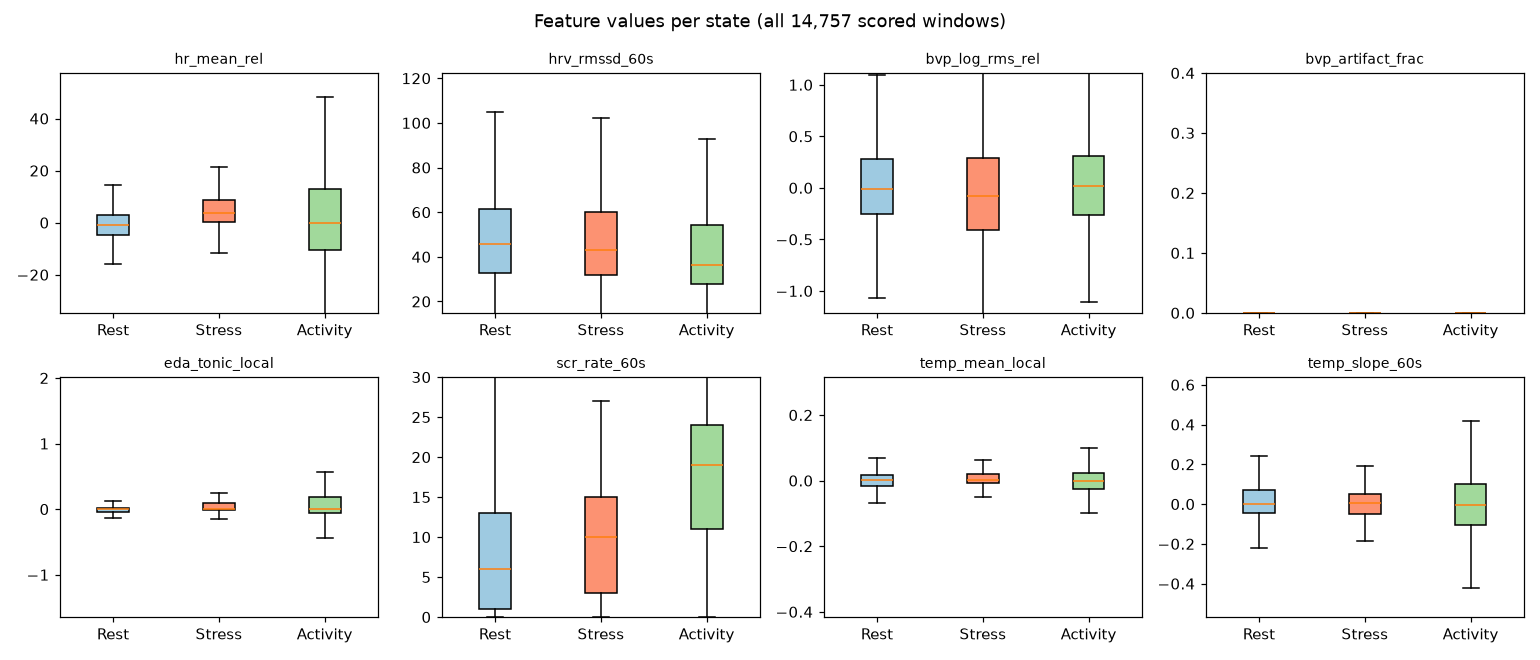 Feature values per state (all 14,757 scored windows)
hr_mean_rel
40
20
0
−20
Rest Stress Activity
hrv_rmssd_60s
120
100
80
60
40
20
Rest Stress Activity
bvp_log_rms_rel
1.0
0.5
0.0
−0.5
−1.0
Rest Stress Activity
bvp_artifact_frac
0.4
0.3
0.2
0.1
0.0
Rest Stress Activity
eda_tonic_local
2
1
0
−1
Rest Stress Activity
scr_rate_60s
30
25
20
15
10
5
0
Rest Stress Activity
temp_mean_local
0.2
0.0
−0.2
−0.4
Rest Stress Activity
temp_slope_60s
0.6
0.4
0.2
0.0
−0.2
−0.4
Rest Stress Activity